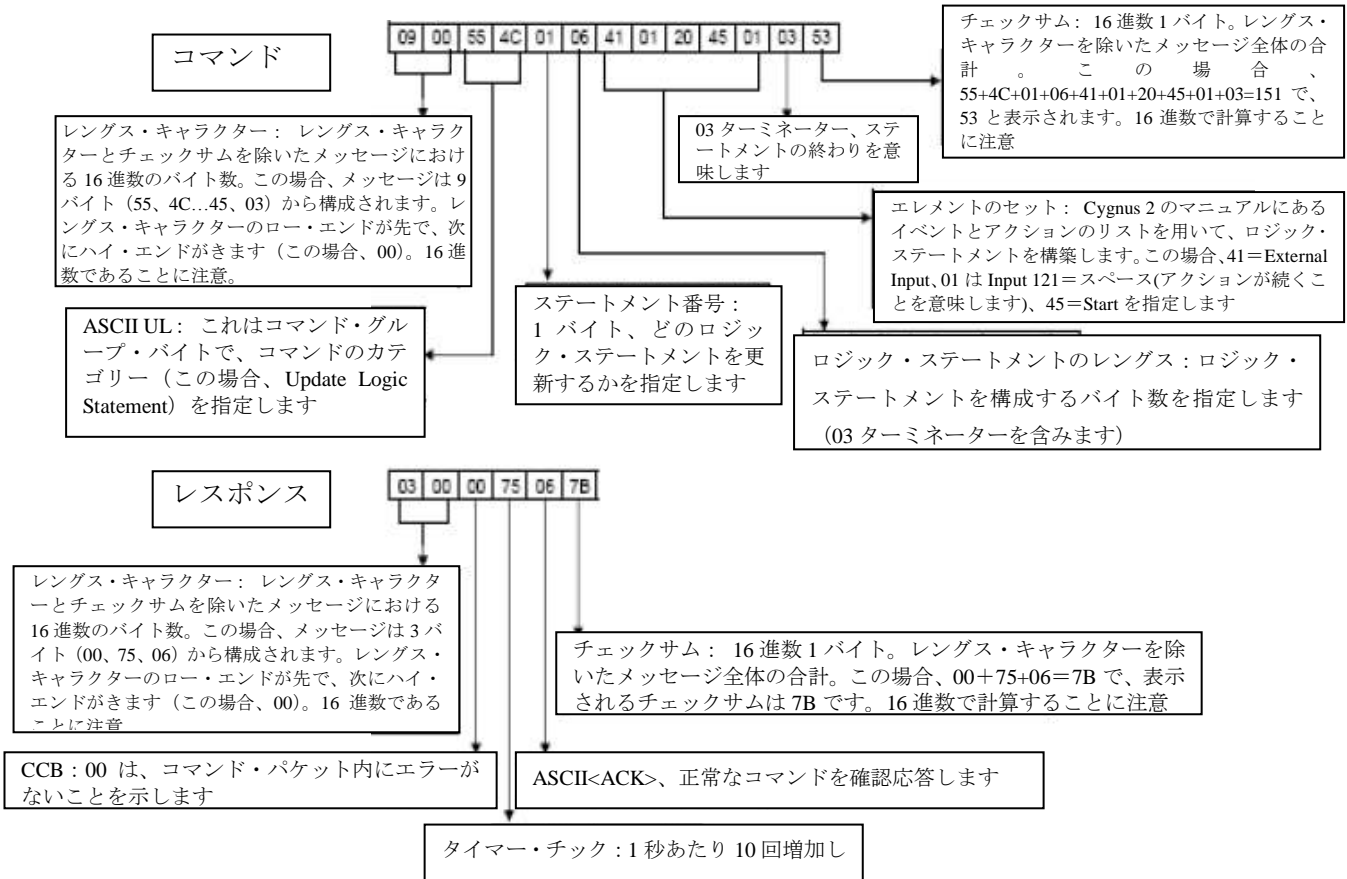 コマンド
09 00 55 4C 01 06 41 01 20 45 01 03 53
チェックサム： 16 進数 1 バイト。レングス・
キャラクターを除いたメッセージ全体の合
計。この場合、
55+4C+01+06+41+01+20+45+01+03=151 で、
53 と表示されます。16 進数で計算すること
に注意
レングス・キャラクター： レングス・キャラク
ターとチェックサムを除いたメッセージにおけ
る 16 進数のバイト数。この場合、メッセージは 9
バイト（55、4C…45、03）から構成されます。レ
ングス・キャラクターのロー・エンドが先で、次
にハイ・エンドがきます（この場合、00）。16 進
数であることに注意。
03 ターミネーター、ステ
ートメントの終わりを意
味します
エレメントのセット： Cygnus 2 のマニュアルにある
イベントとアクションのリストを用いて、ロジック・
ステートメントを構築します。この場合、41＝External
Input、01 は Input 121＝スペース(アクションが続くこ
とを意味します)、45＝Start を指定します
ASCII UL： これはコマンド・グル
ープ・バイトで、コマンドのカテ
ゴリー（この場合、Update Logic
Statement）を指定します
ステートメント番号：
1 バイト、どのロジッ
ク・ステートメントを更
新するかを指定します
ロジック・ステートメントのレングス：ロジック・
ステートメントを構成するバイト数を指定します
（03 ターミネーターを含みます）
レスポンス
03 00 00 75 06 7B
レングス・キャラクター： レングス・キャラクタ
ーとチェックサムを除いたメッセージにおける
16 進数のバイト数。この場合、メッセージは 3 バ
イト（00、75、06）から構成されます。レングス・
キャラクターのロー・エンドが先で、次にハイ・
エンドがきます（この場合、00）。16 進数である
ことに注意
チェックサム： 16 進数 1 バイト。レングス・キャラクターを除
いたメッセージ全体の合計。この場合、00＋75+06＝7B で、表示
されるチェックサムは 7B です。16 進数で計算することに注意
CCB：00 は、コマンド・パケット内にエラーが
ないことを示します
ASCII<ACK>、正常なコマンドを確認応答します
タイマー・チック：1 秒あたり 10 回増加し